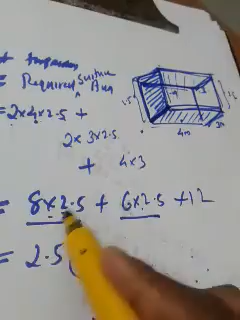 = Required Surface Area
= 2×4×2.5 +
2×3×2.5
+ 4×3
= 8×2.5 + 6×2.5 +12
= 2.5(
4m